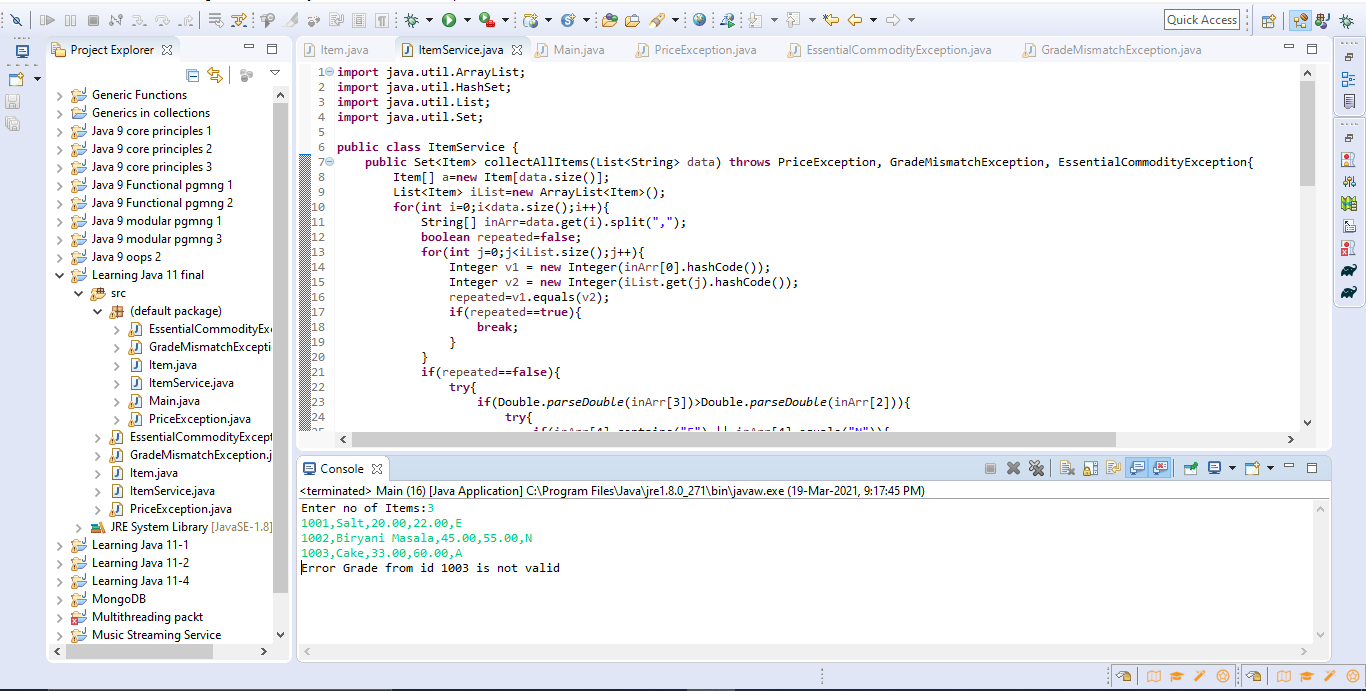 Quick Access
Project Explorer
Generic Functions
Generics in collections
Java 9 core principles 1
Java 9 core principles 2
Java 9 core principles 3
Java 9 Functional pgmng 1
Java 9 Functional pgmng 2
Java 9 modular pgmng 1
Java 9 modular pgmng 3
Java 9 oops 2
Learning Java 11 final
src
(default package)
EssentialCommodityEx
GradeMismatchExcepti
Item.java
ItemService.java
Main.java
PriceException.java
EssentialCommodityExcept
GradeMismatchException.j
Item.java
ItemService.java
PriceException.java
JRE System Library [JavaSE-1.8]
Learning Java 11-1
Learning Java 11-2
Learning Java 11-4
MongoDB
Multithreading packt
Music Streaming Service
Item.java ItemService.java Main.java PriceException.java EssentialCommodityException.java GradeMismatchException.java
1 import java.util.ArrayList;
2 import java.util.HashSet;
3 import java.util.List;
4 import java.util.Set;
5
6 public class ItemService {
7 public Set<Item> collectAllItems(List<String> data) throws PriceException, GradeMismatchException, EssentialCommodityException{
8 Item[] a=new Item[data.size()];
9 List<Item> iList=new ArrayList<Item>();
10 for(int i=0;i<data.size();i++){
11 String[] inArr=data.get(i).split(",");
12 boolean repeated=false;
13 for(int j=0;j<iList.size();j++){
14 Integer v1 = new Integer(inArr[0].hashCode());
15 Integer v2 = new Integer(iList.get(j).hashCode());
16 repeated=v1.equals(v2);
17 if(repeated==true){
18 break;
19 }
20 }
21 if(repeated==false){
22 try{
23 if(Double.parseDouble(inArr[3])>Double.parseDouble(inArr[2])){
24 try{
Console
<terminated> Main (16) [Java Application] C:\Program Files\Java\jre1.8.0_271\bin\javaw.exe (19-Mar-2021, 9:17:45 PM)
Enter no of Items:3
1001,Salt,20.00,22.00,E
1002,Biryani Masala,45.00,55.00,N
1003,Cake,33.00,60.00,A
Error Grade from id 1003 is not valid